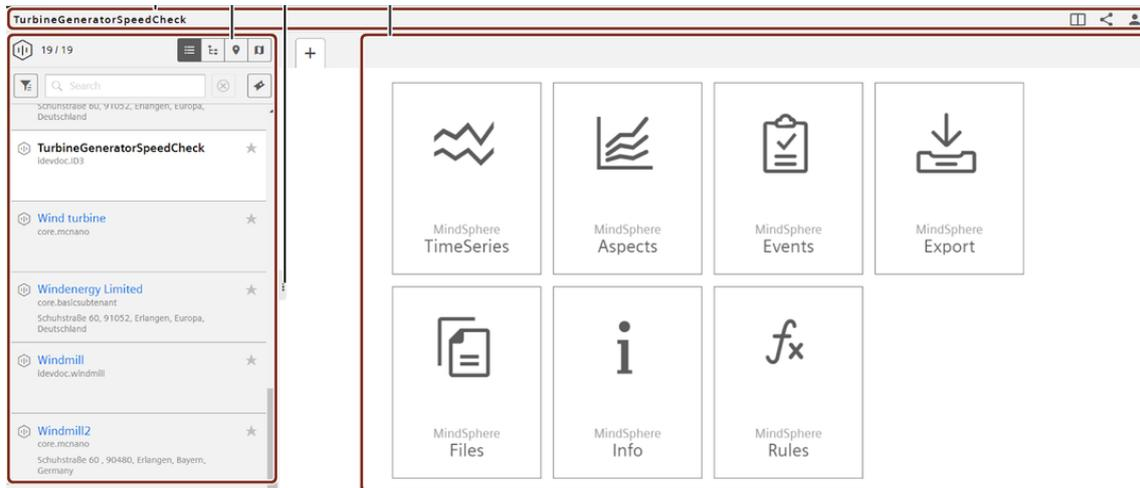 TurbineGeneratorSpeedCheck
19 / 19
+
Search
Schuhstraße 60, 91052, Erlangen, Europa,
Deutschland
TurbineGeneratorSpeedCheck
idevdoc.ID3
Wind turbine
core.mcnano
Windenergy Limited
core.basicsubtenant
Schuhstraße 60, 91052, Erlangen, Europa,
Deutschland
Windmill
idevdoc.windmill
Windmill2
core.mcnano
Schuhstraße 60 , 90480, Erlangen, Bayern,
Germany
MindSphere
TimeSeries
MindSphere
Aspects
MindSphere
Events
MindSphere
Export
MindSphere
Files
i
MindSphere
Info
fx
MindSphere
Rules